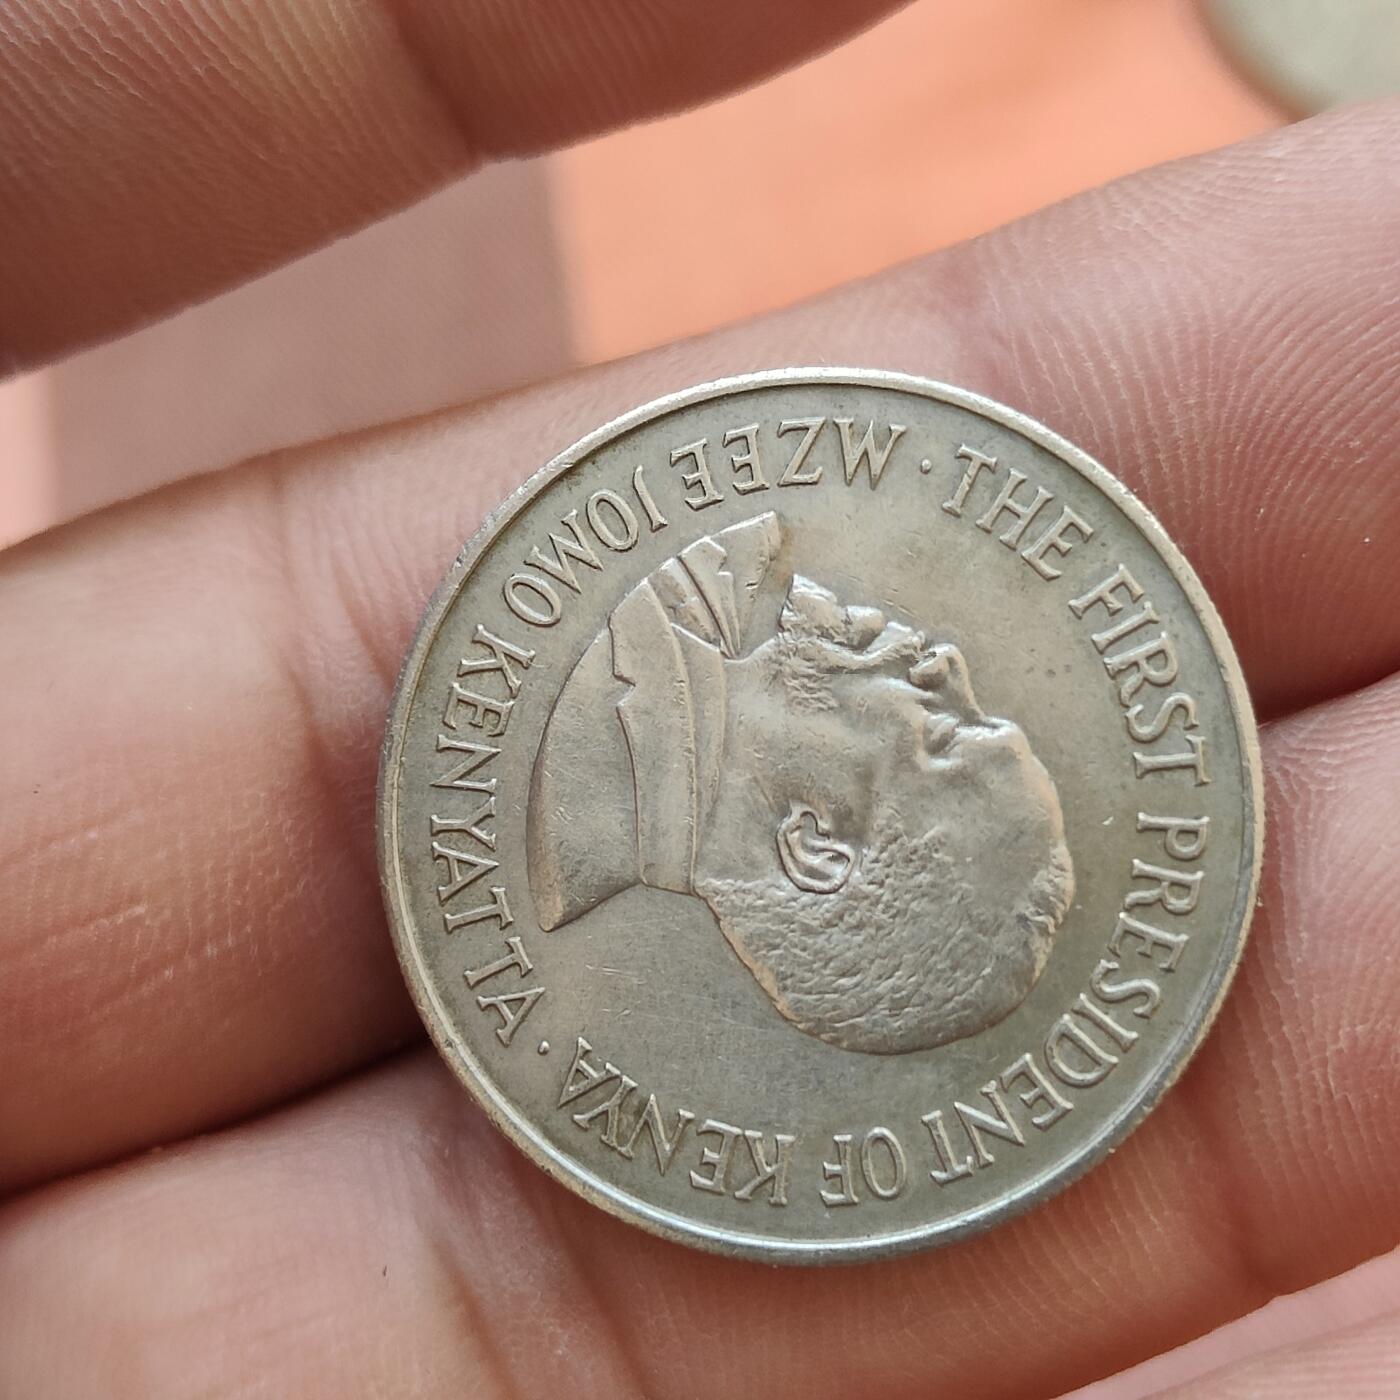 MZEE JOMO KENYATTA · THE FIRST PRESIDENT OF KENYA ·